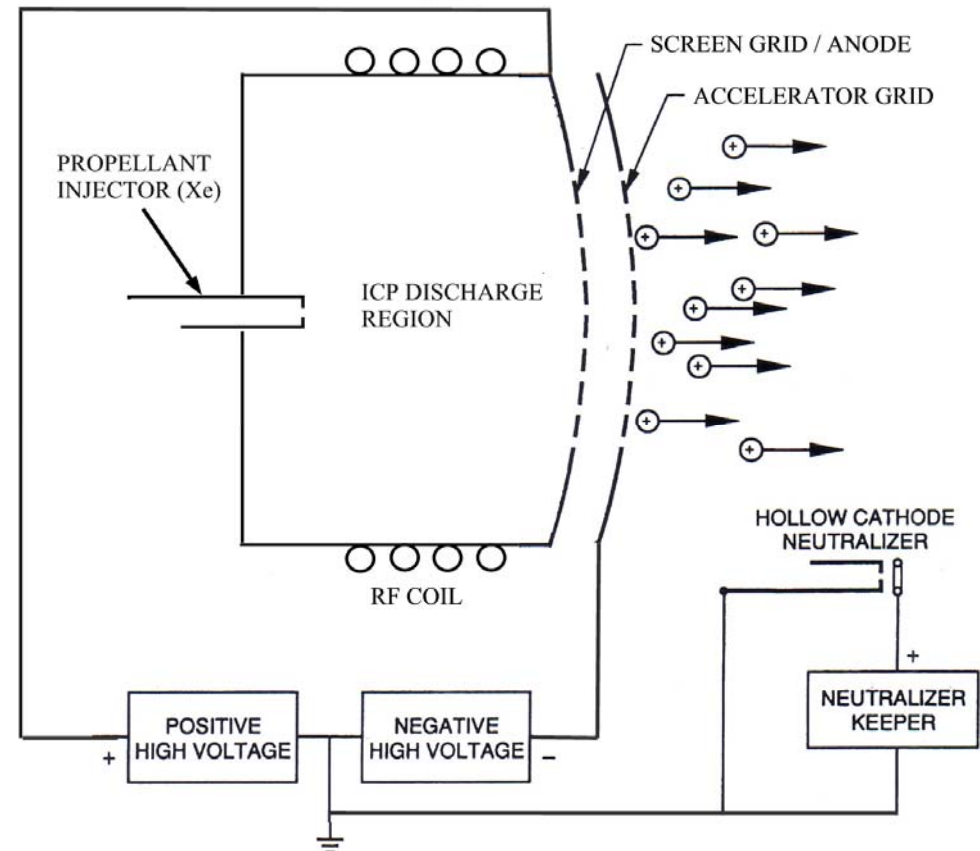 SCREEN GRID / ANODE
ACCELERATOR GRID
PROPELLANT
INJECTOR (Xe)
ICP DISCHARGE
REGION
HOLLOW CATHODE
NEUTRALIZER
RF COIL
+
POSITIVE
HIGH VOLTAGE
NEGATIVE
HIGH VOLTAGE
NEUTRALIZER
KEEPER
+
−